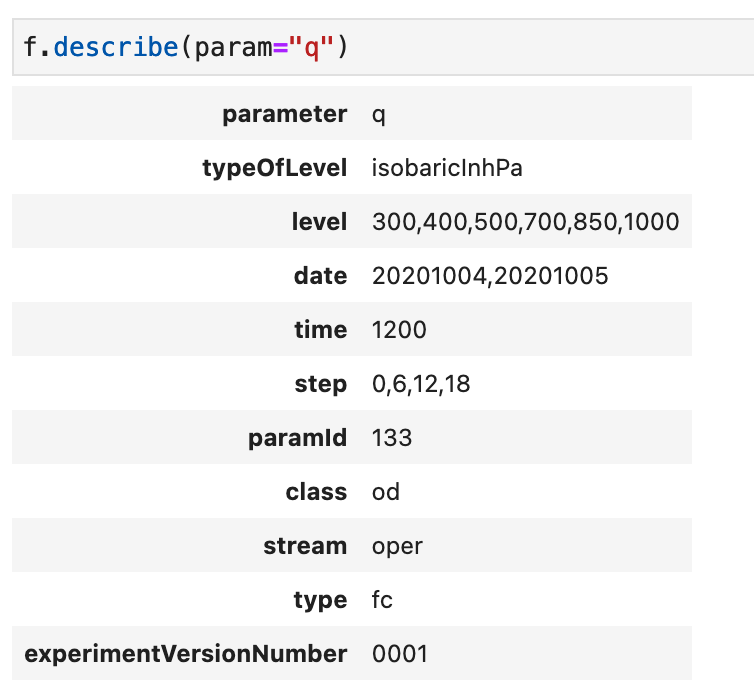 f.describe(param="q")
parameter q
typeOfLevel isobaricInhPa
level 300,400,500,700,850,1000
date 20201004,20201005
time 1200
step 0,6,12,18
paramId 133
class od
stream oper
type fc
experimentVersionNumber 0001